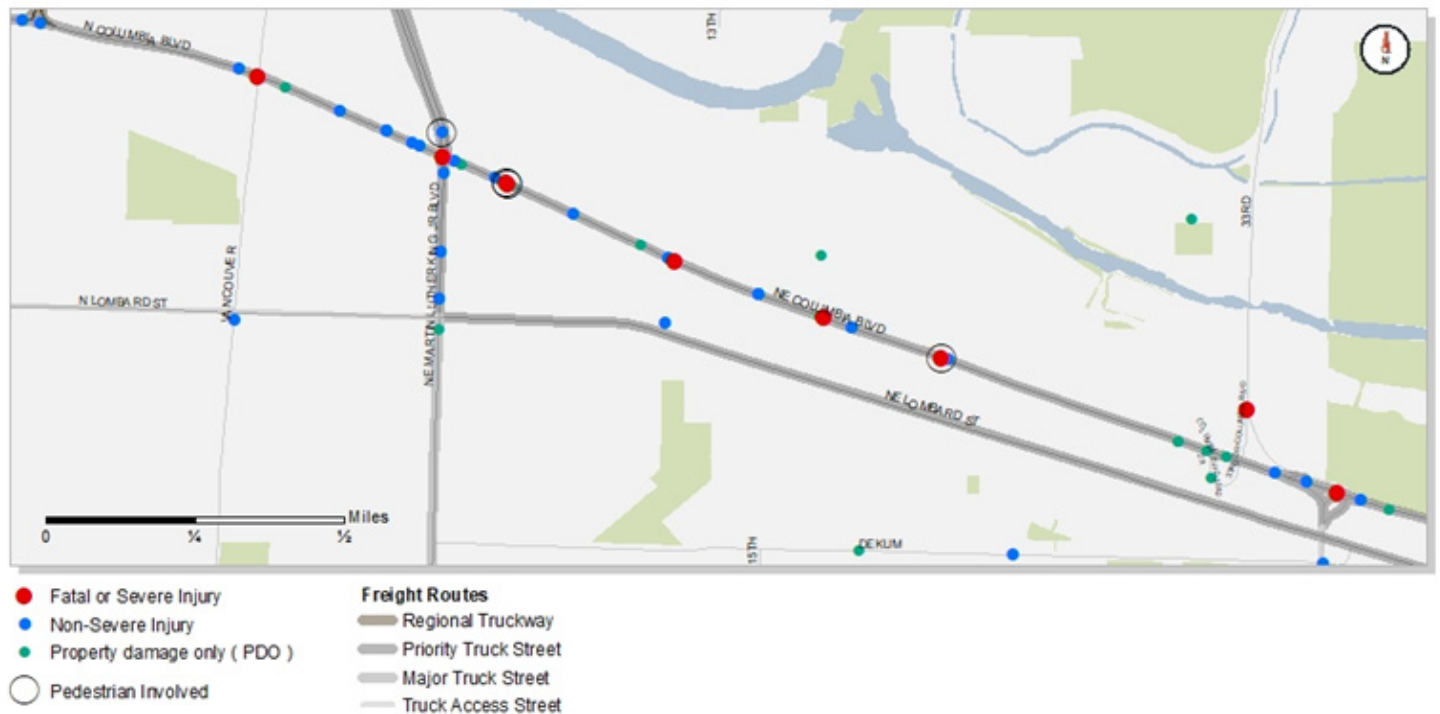 N COLUMBIA BLVD
13TH
N
33RD
NE MARTIN LUTHER KING JR BLVD
VANCOUVER
N LOMBARD ST
NE COLUMBIA BLVD
NE LOMBARD ST
Miles
0 ¼ ½
15TH
DEKUM
Fatal or Severe Injury
Non-Severe Injury
Property damage only ( PDO )
Pedestrian Involved
Freight Routes
Regional Truckway
Priority Truck Street
Major Truck Street
Truck Access Street